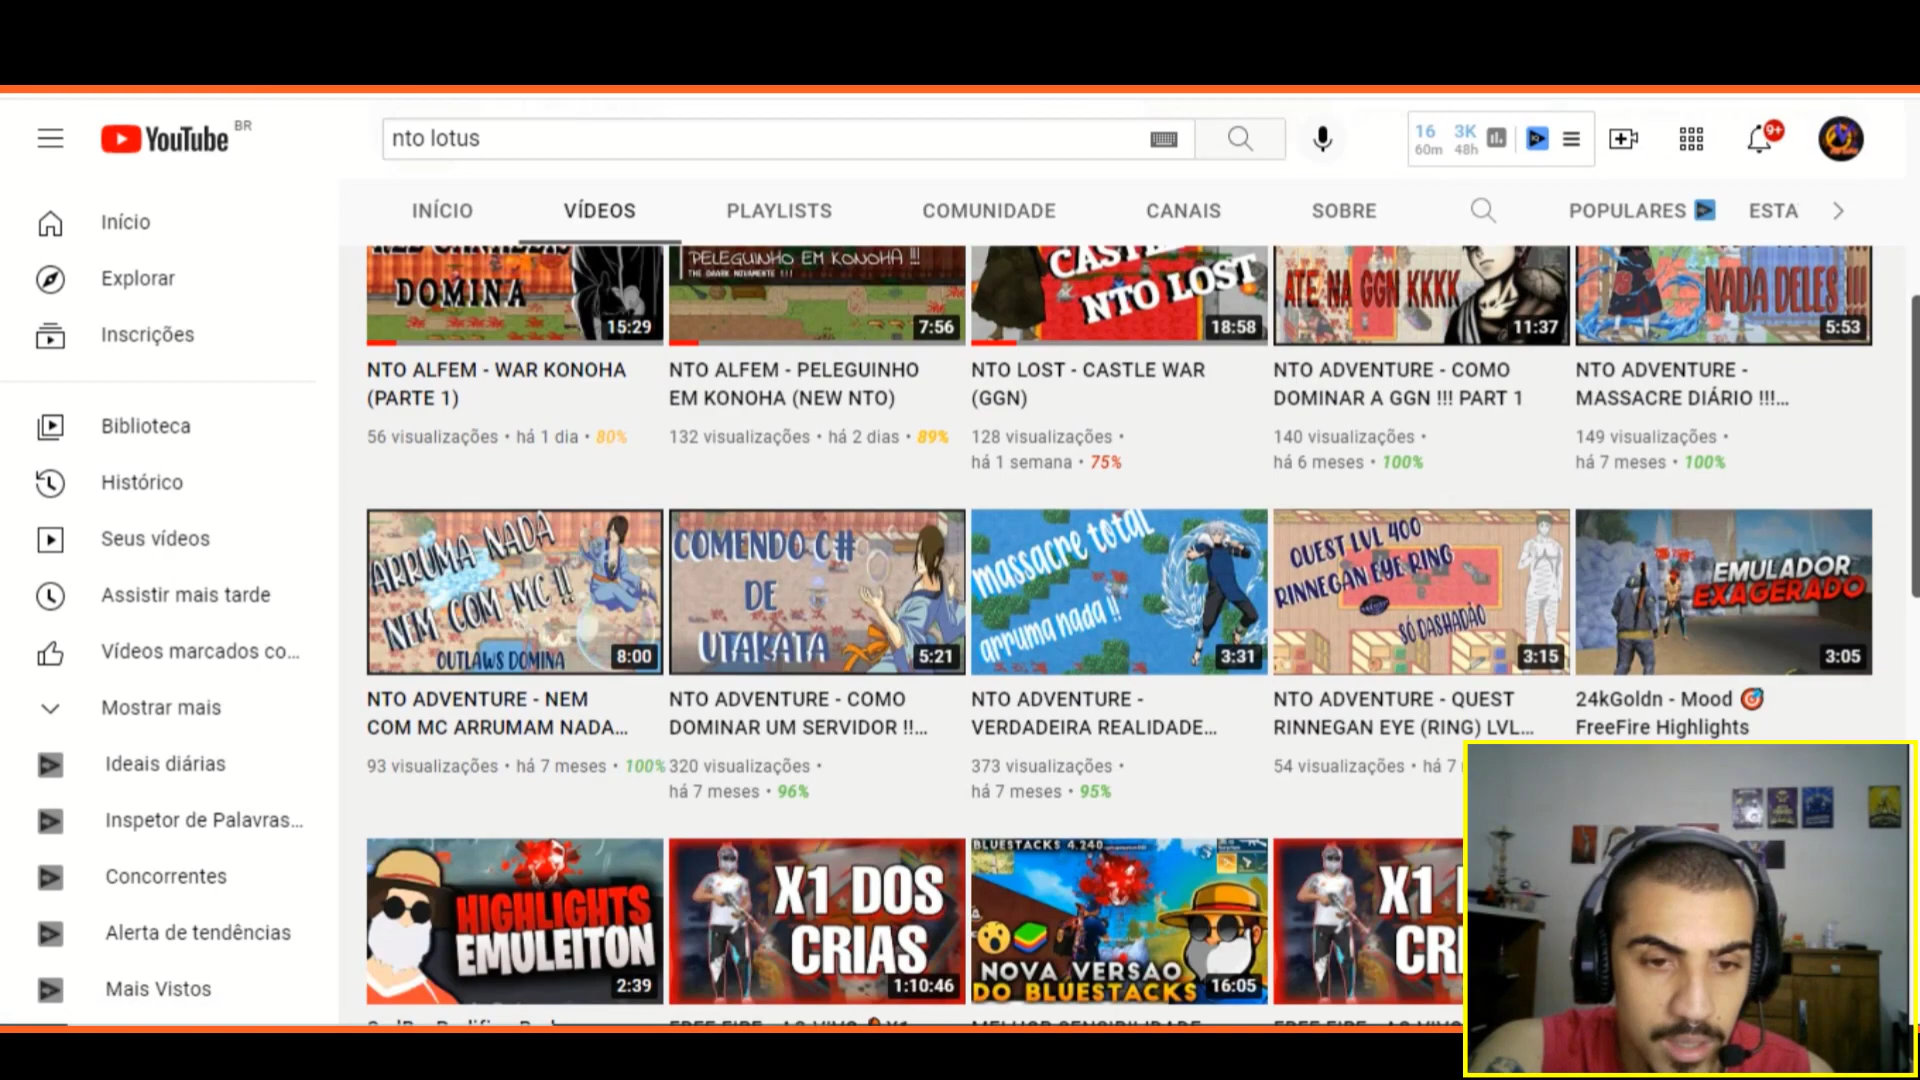 YouTube BR
nto lotus
16 3K
60m 48h
9+
Início
Explorar
Inscrições
Biblioteca
Histórico
Seus vídeos
Assistir mais tarde
Vídeos marcados co...
Mostrar mais
Ideais diárias
Inspetor de Palavras...
Concorrentes
Alerta de tendências
Mais Vistos
INÍCIO VÍDEOS PLAYLISTS COMUNIDADE CANAIS SOBRE POPULARES ESTA
DOMINA
15:29
PELEGUINHO EM KONOHA !!!
THE DAARK NOVAMENTE !!!
7:56
CASTLE
NTO LOST
18:58
ATE NA GGN KKKK
11:37
NADA DELES !!!
5:53
NTO ALFEM - WAR KONOHA
(PARTE 1)
56 visualizações • há 1 dia • 80%
NTO ALFEM - PELEGUINHO
EM KONOHA (NEW NTO)
132 visualizações • há 2 dias • 89%
NTO LOST - CASTLE WAR
(GGN)
128 visualizações •
há 1 semana • 75%
NTO ADVENTURE - COMO
DOMINAR A GGN !!! PART 1
140 visualizações •
há 6 meses • 100%
NTO ADVENTURE -
MASSACRE DIÁRIO !!!...
149 visualizações •
há 7 meses • 100%
ARRUMA NADA
NEM COM MC !!
OUTLAWS DOMINA
8:00
COMENDO C#
DE
UTAKATA
5:21
massacre total
arruma nada !!
3:31
QUEST LVL 400
RINNEGAN EYE RING
SÓ DASHADÃO
3:15
EMULADOR
EXAGERADO
3:05
NTO ADVENTURE - NEM
COM MC ARRUMAM NADA...
93 visualizações • há 7 meses • 100%
NTO ADVENTURE - COMO
DOMINAR UM SERVIDOR !!...
320 visualizações •
há 7 meses • 96%
NTO ADVENTURE -
VERDADEIRA REALIDADE...
373 visualizações •
há 7 meses • 95%
NTO ADVENTURE - QUEST
RINNEGAN EYE (RING) LVL...
54 visualizações • há 7
24kGoldn - Mood 🎯
FreeFire Highlights
HIGHLIGHTS
EMULEITON
2:39
X1 DOS
CRIAS
1:10:46
BLUESTACKS 4.240
NOVA VERSAO
DO BLUESTACKS
16:05
X1
CRI